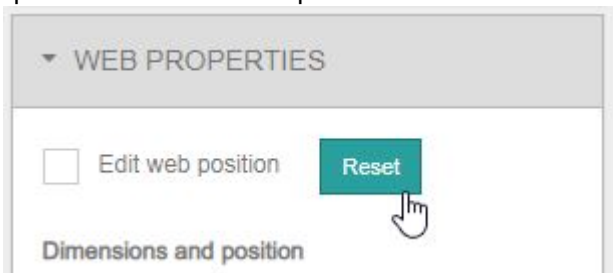 WEB PROPERTIES
Edit web position Reset
Dimensions and position